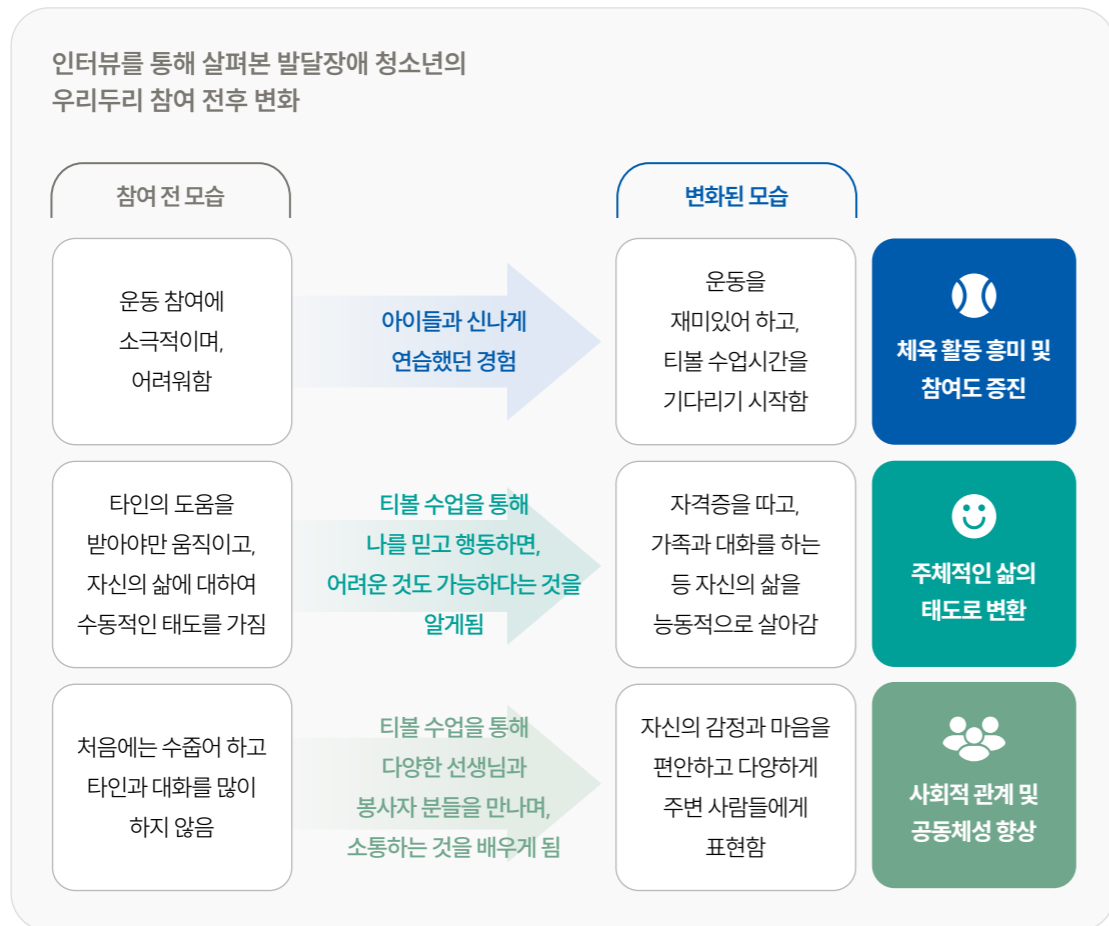 인터뷰를 통해 살펴본 발달장애 청소년의
우리두리 참여 전후 변화
참여 전 모습
변화된 모습
운동 참여에
소극적이며,
어려워함
아이들과 신나게
연습했던 경험
운동을
재미있어 하고,
티볼 수업시간을
기다리기 시작함
체육 활동 흥미 및
참여도 증진
타인의 도움을
받아야만 움직이고,
자신의 삶에 대하여
수동적인 태도를 가짐
티볼 수업을 통해
나를 믿고 행동하면,
어려운 것도 가능하다는 것을
알게됨
자격증을 따고,
가족과 대화를 하는
등 자신의 삶을
능동적으로 살아감
주체적인 삶의
태도로 변환
처음에는 수줍어 하고
타인과 대화를 많이
하지 않음
티볼 수업을 통해
다양한 선생님과
봉사자 분들을 만나며,
소통하는 것을 배우게 됨
자신의 감정과 마음을
편안하고 다양하게
주변 사람들에게
표현함
사회적 관계 및
공동체성 향상